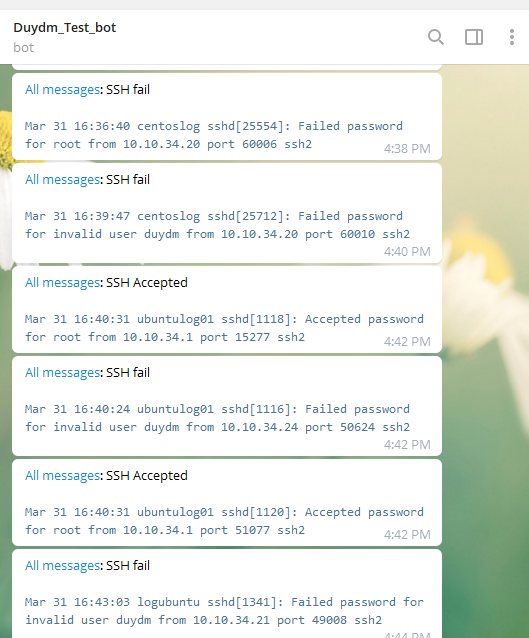 Duydm_Test_bot
bot
All messages: SSH fail
Mar 31 16:36:40 centoslog sshd[25554]: Failed password
for root from 10.10.34.20 port 60006 ssh2
4:38 PM
All messages: SSH fail
Mar 31 16:39:47 centoslog sshd[25712]: Failed password
for invalid user duydm from 10.10.34.20 port 60010 ssh2
4:40 PM
All messages: SSH Accepted
Mar 31 16:40:31 ubuntulog01 sshd[1118]: Accepted password
for root from 10.10.34.1 port 15277 ssh2
4:42 PM
All messages: SSH fail
Mar 31 16:40:24 ubuntulog01 sshd[1116]: Failed password
for invalid user duydm from 10.10.34.24 port 50624 ssh2
4:42 PM
All messages: SSH Accepted
Mar 31 16:40:31 ubuntulog01 sshd[1120]: Accepted password
for root from 10.10.34.1 port 51077 ssh2
4:42 PM
All messages: SSH fail
Mar 31 16:43:03 logubuntu sshd[1341]: Failed password for
invalid user duydm from 10.10.34.21 port 49008 ssh2
4:44 PM